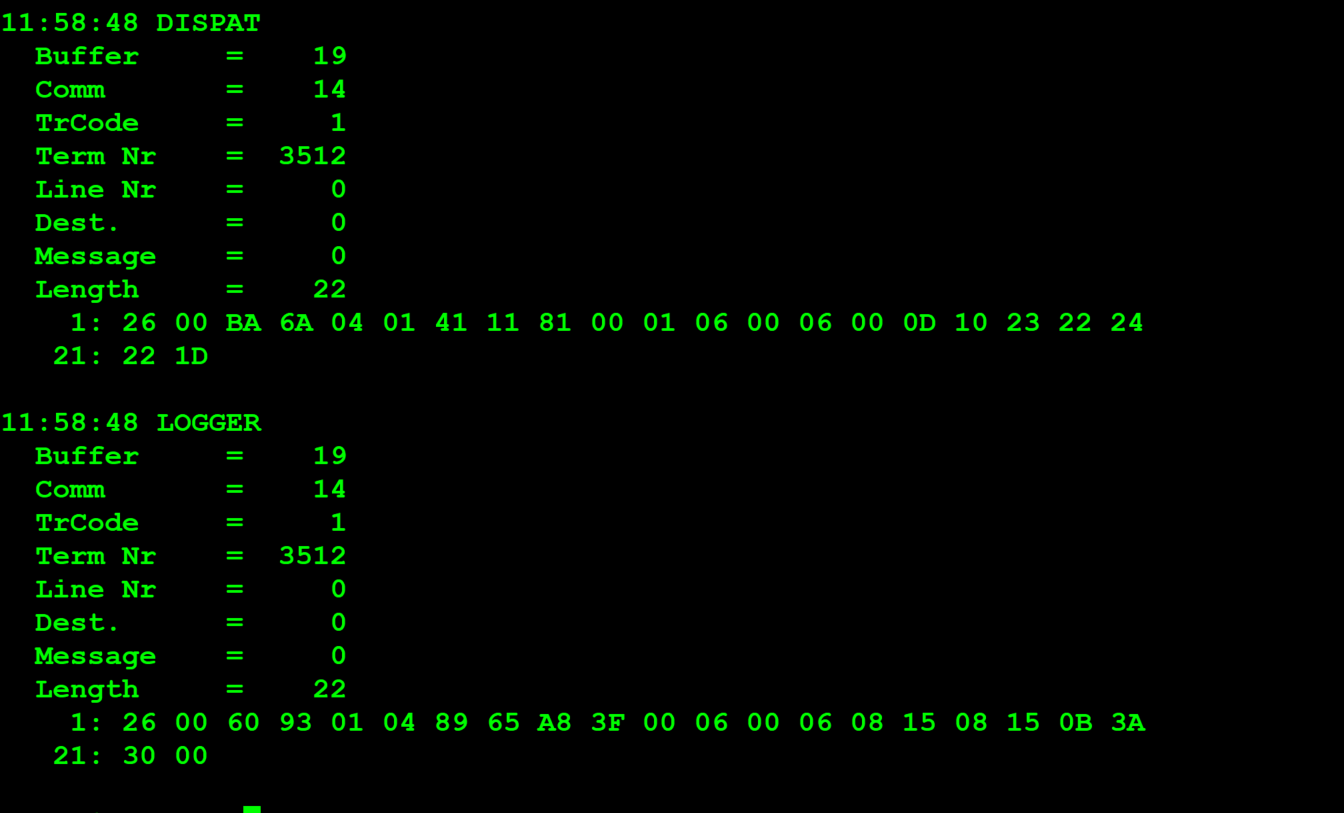 11:58:48 DISPAT
  Buffer     =    19
  Comm       =    14
  TrCode     =     1
  Term Nr    =  3512
  Line Nr    =     0
  Dest.      =     0
  Message    =     0
  Length     =    22
    1: 26 00 BA 6A 04 01 41 11 81 00 01 06 00 06 00 0D 10 23 22 24
   21: 22 1D

11:58:48 LOGGER
  Buffer     =    19
  Comm       =    14
  TrCode     =     1
  Term Nr    =  3512
  Line Nr    =     0
  Dest.      =     0
  Message    =     0
  Length     =    22
    1: 26 00 60 93 01 04 89 65 A8 3F 00 06 00 06 08 15 08 15 0B 3A
   21: 30 00